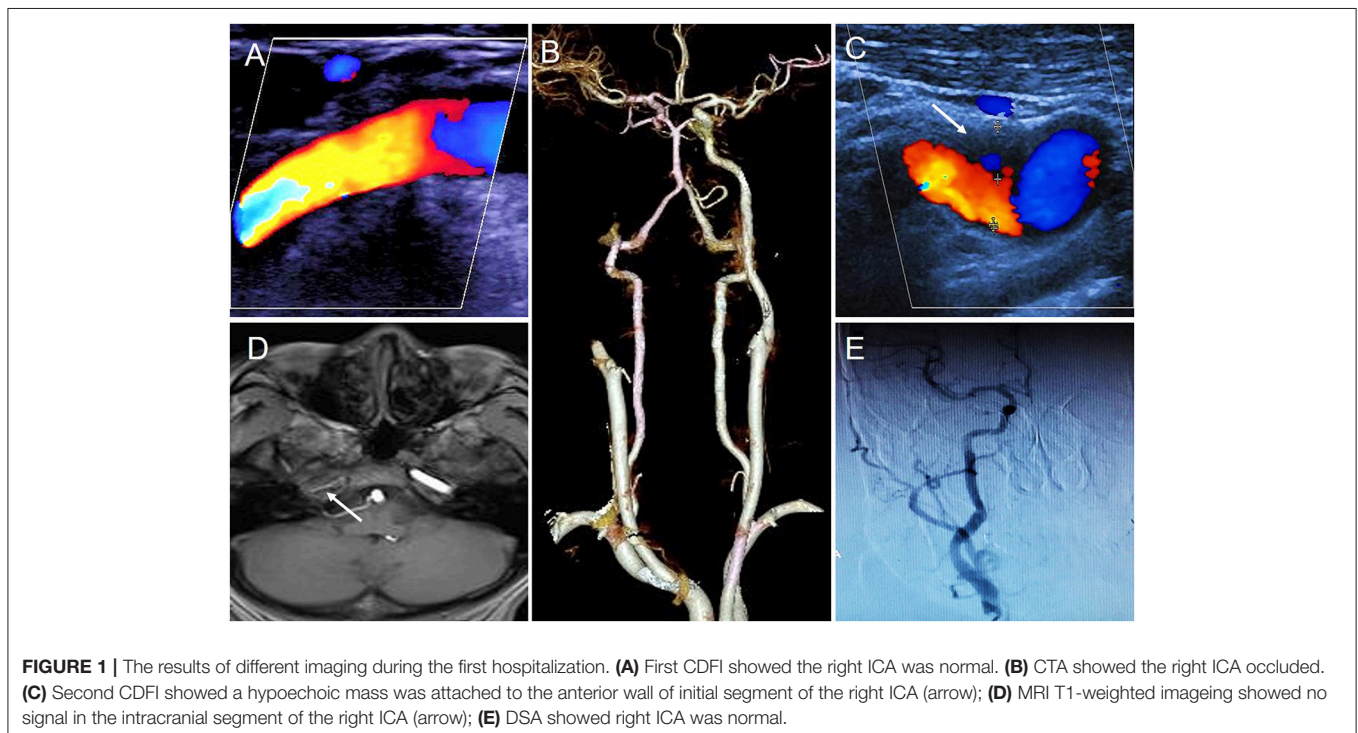 A
B
C
D
E
FIGURE 1 | The results of different imaging during the first hospitalization. (A) First CDFI showed the right ICA was normal. (B) CTA showed the right ICA occluded.
(C) Second CDFI showed a hypoechoic mass was attached to the anterior wall of initial segment of the right ICA (arrow); (D) MRI T1-weighted imageing showed no
signal in the intracranial segment of the right ICA (arrow); (E) DSA showed right ICA was normal.